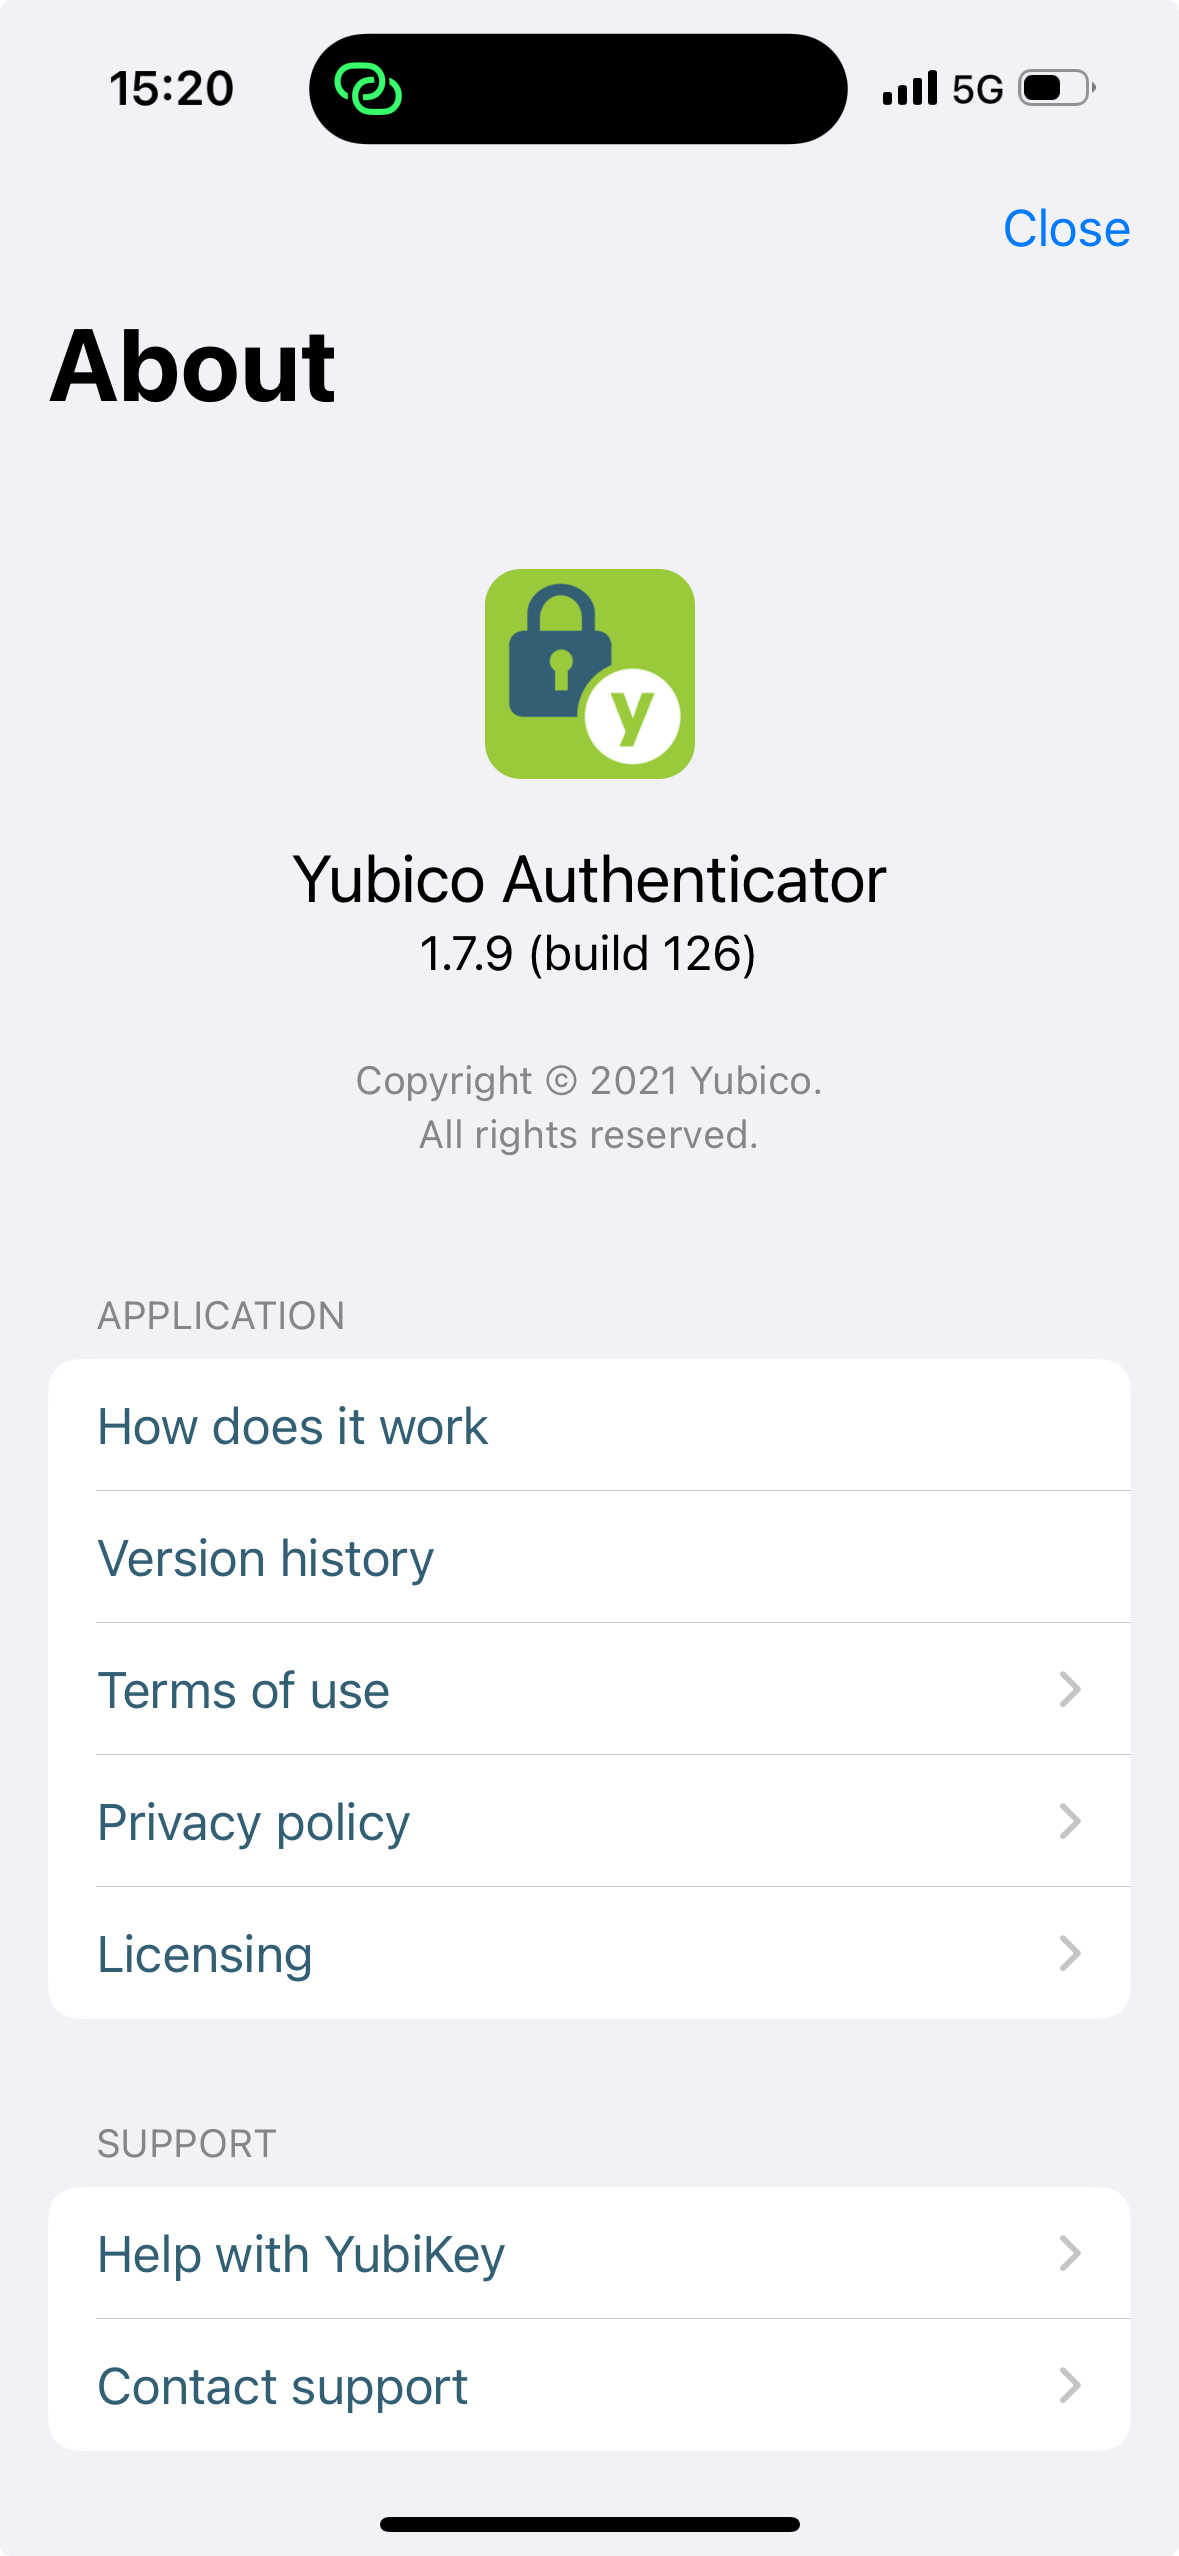 15:20
5G
Close
About
y
Yubico Authenticator
1.7.9 (build 126)
Copyright © 2021 Yubico.
All rights reserved.
APPLICATION
How does it work
Version history
Terms of use
Privacy policy
Licensing
SUPPORT
Help with YubiKey
Contact support